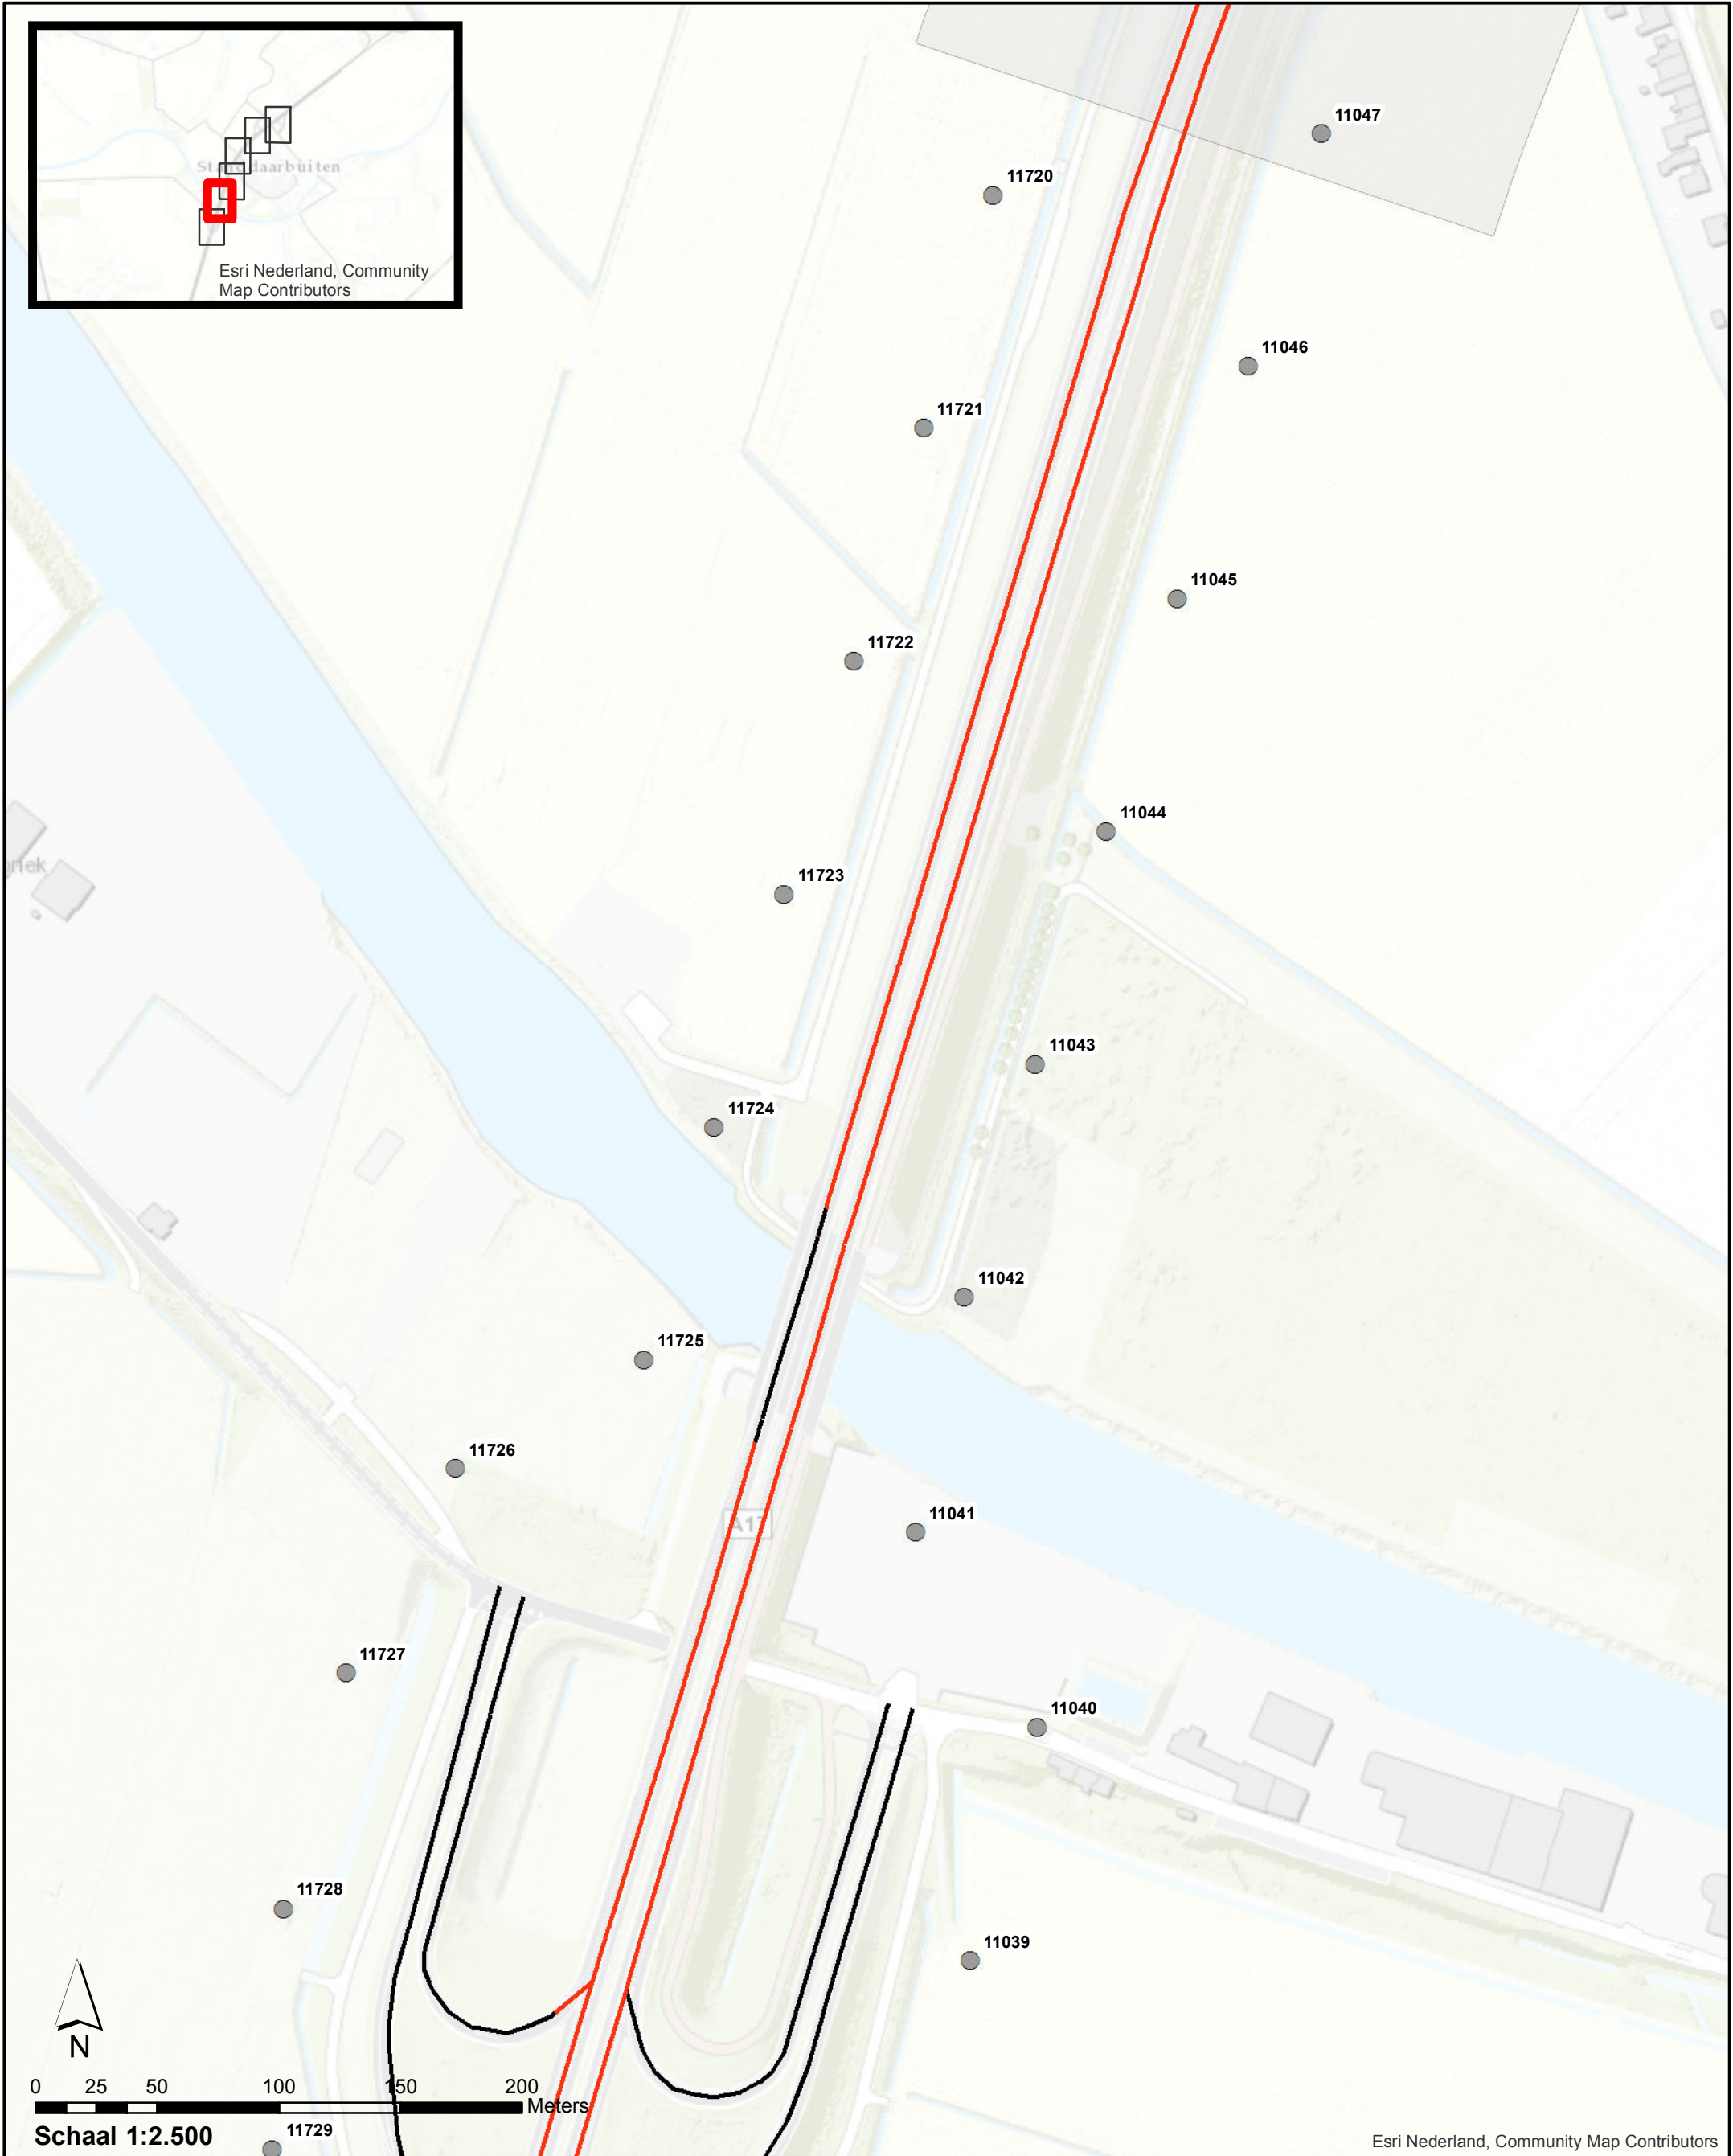 Standdaarbuiten
Esri Nederland, Community
Map Contributors
11047
11720
11046
11721
11045
11722
11044
11723
11043
11724
11042
11725
11726
11041
A17
11727
11040
11728
11039
N
0 25 50 100 150 200
Meters
Schaal 1:2.500
11729
Esri Nederland, Community Map Contributors